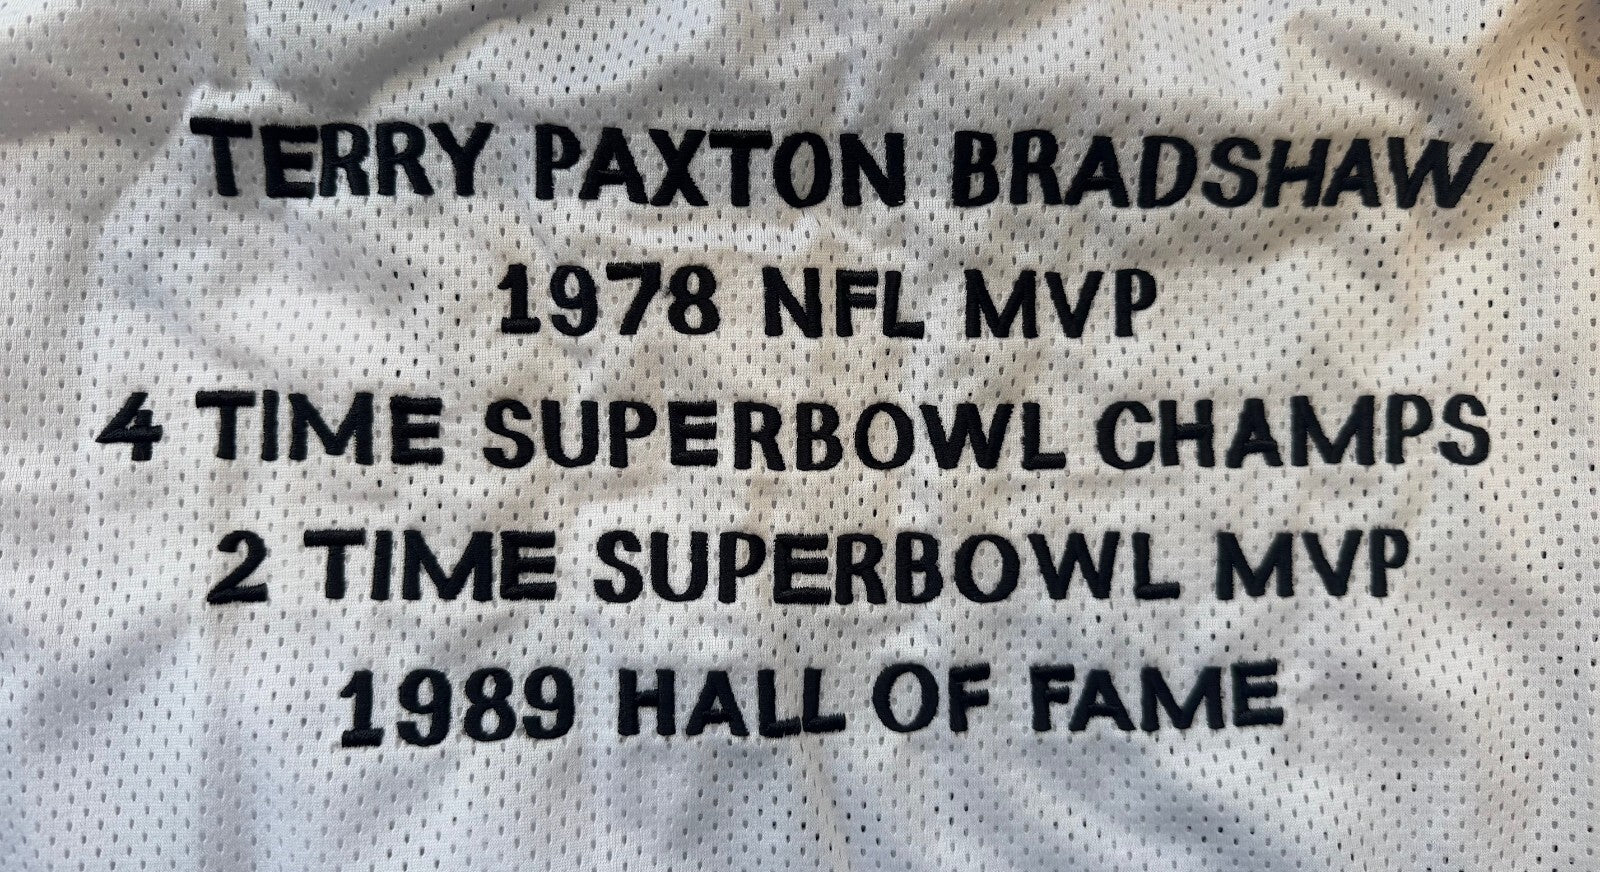 TERRY PAXTON BRADSHAW
1978 NFL MVP
4 TIME SUPERBOWL CHAMPS
2 TIME SUPERBOWL MVP
1989 HALL OF FAME